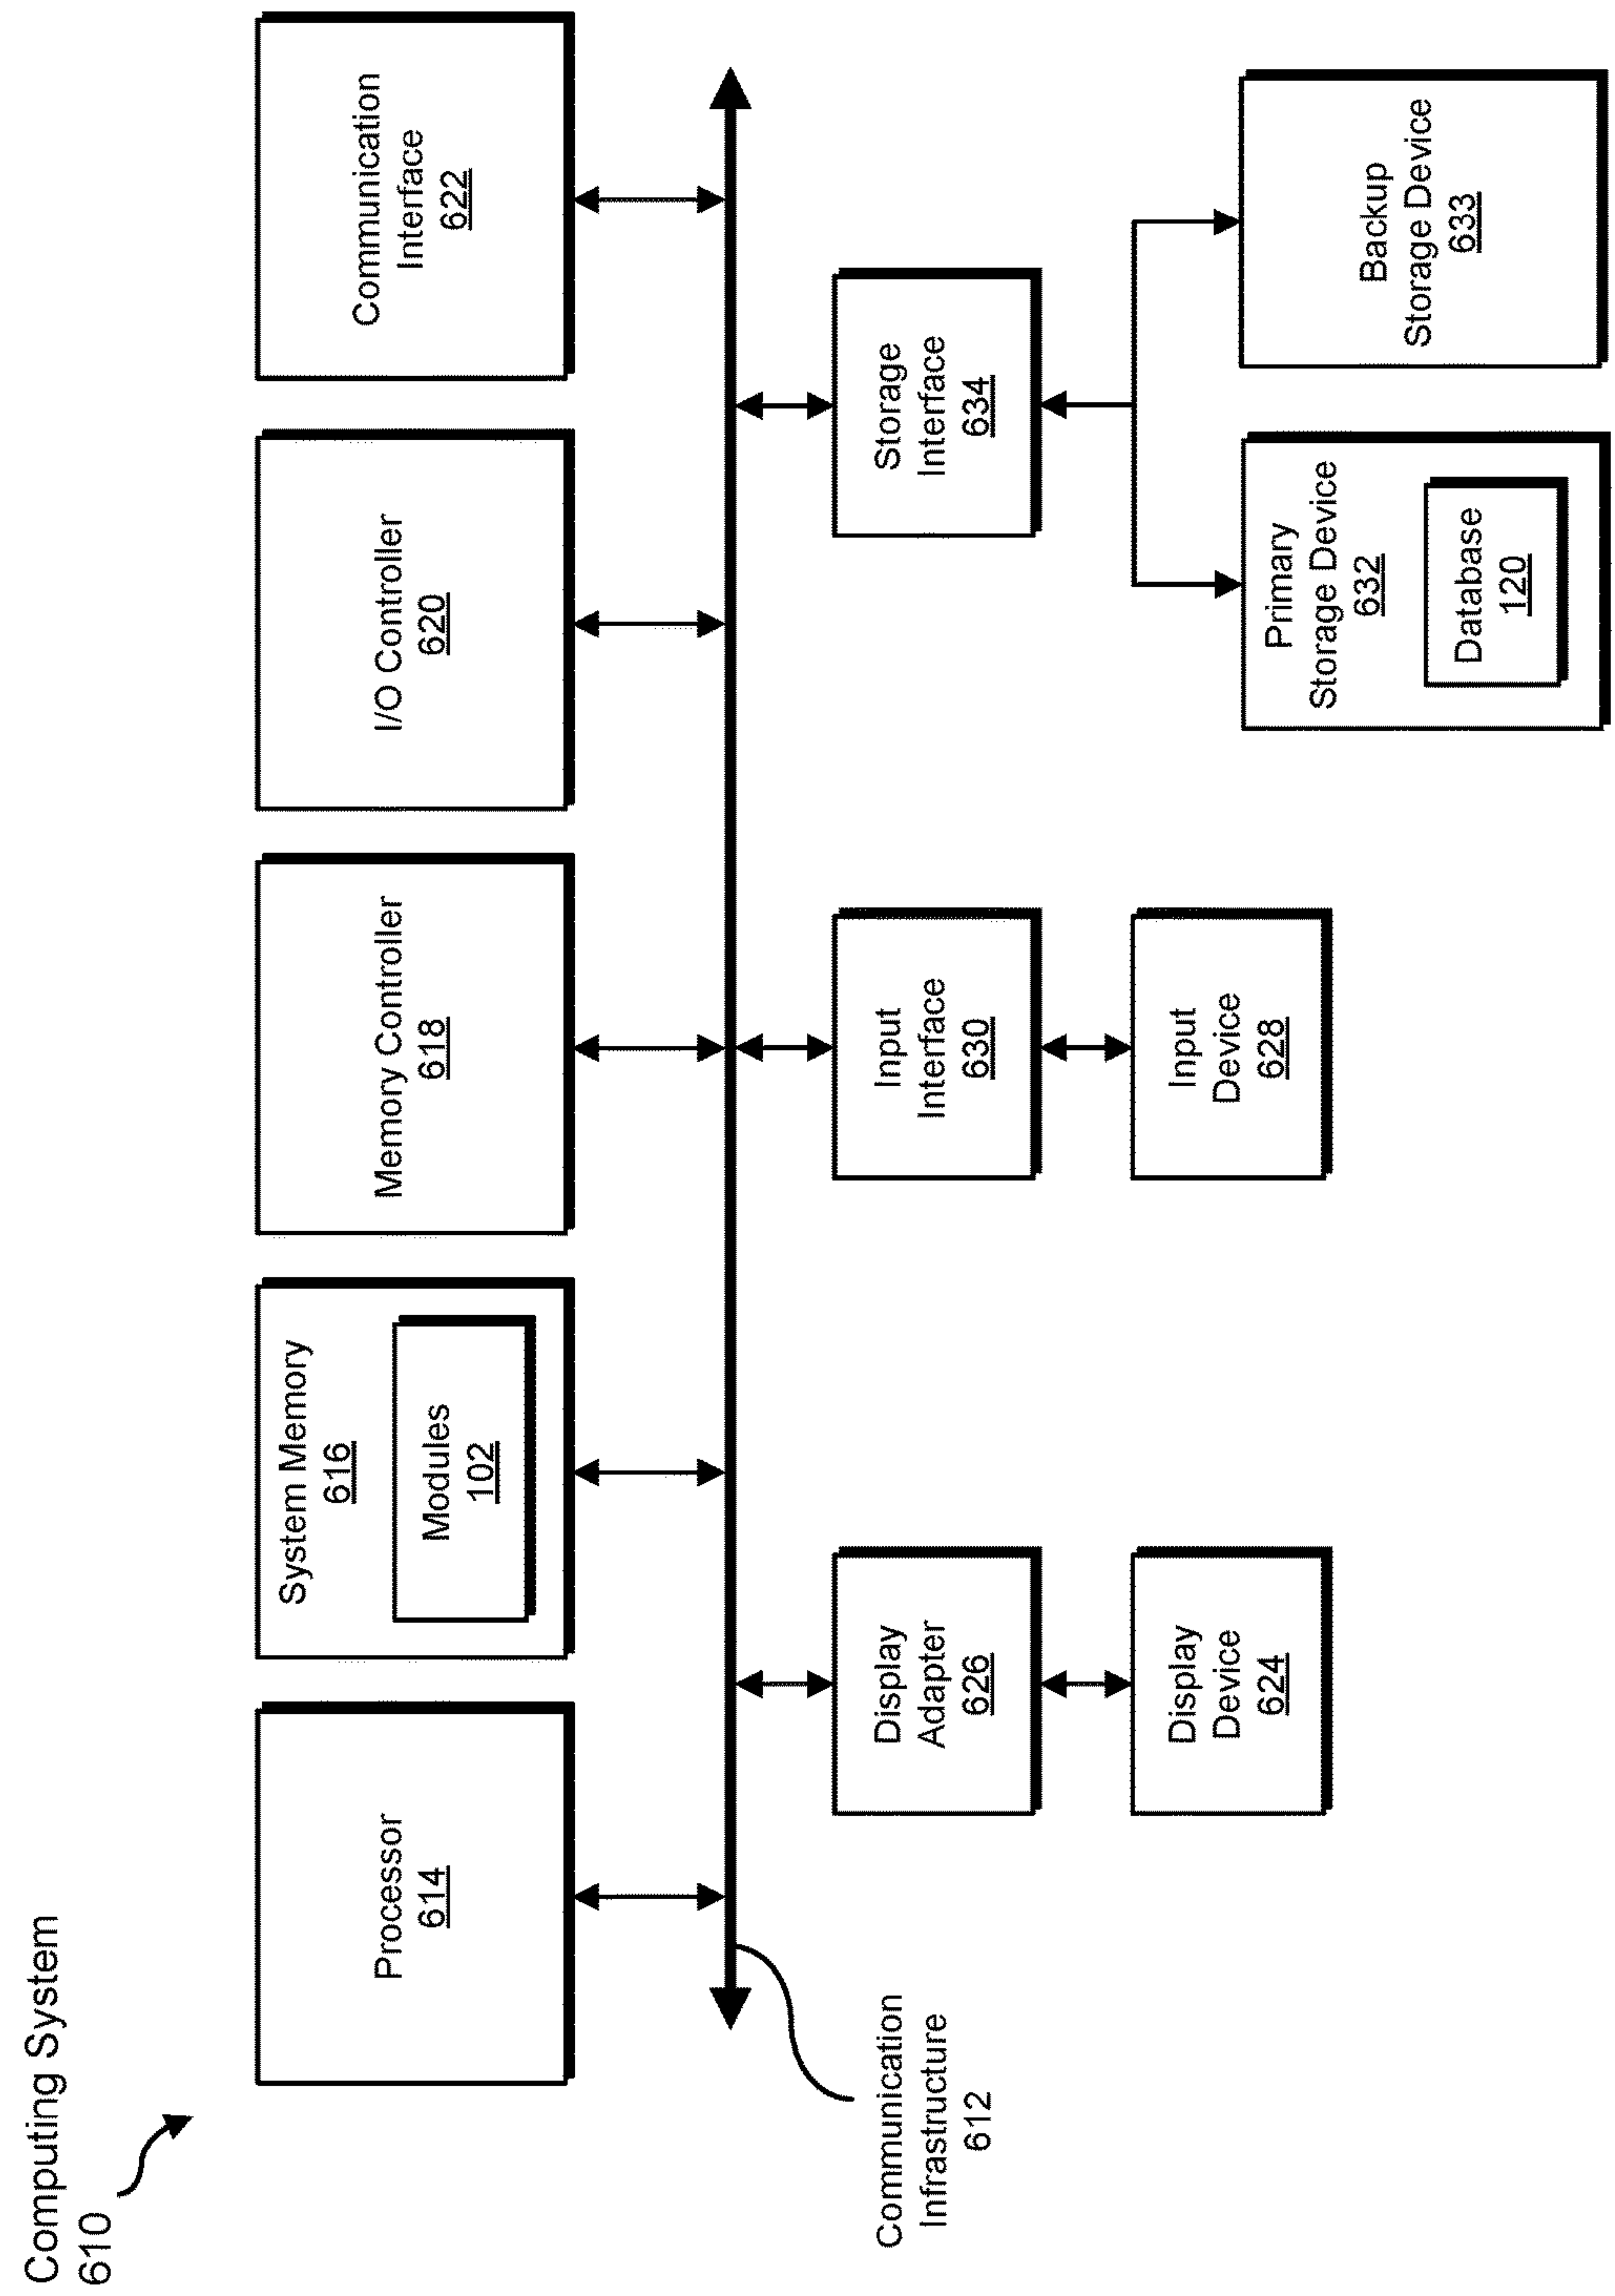 Computing System
610
Processor
614
System Memory
616
Modules
102
Memory Controller
618
I/O Controller
620
Communication
Interface
622
Communication
Infrastructure
612
Display
Adapter
626
Input
Interface
630
Storage
Interface
634
Display
Device
624
Input
Device
628
Primary
Storage Device
632
Database
120
Backup
Storage Device
633